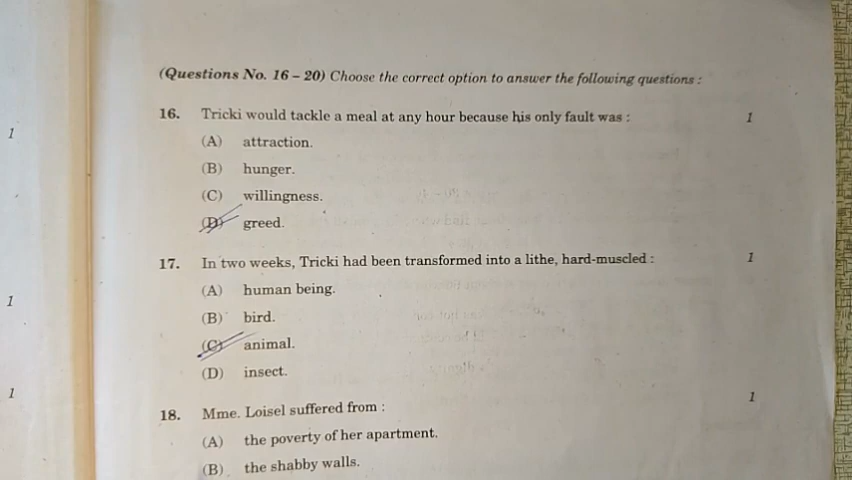 (Questions No. 16 – 20) Choose the correct option to answer the following questions :
16. Tricki would tackle a meal at any hour because his only fault was : 1
1
(A) attraction.
(B) hunger.
(C) willingness.
(D) greed.
17. In two weeks, Tricki had been transformed into a lithe, hard-muscled : 1
(A) human being.
1
(B) bird.
(C) animal.
(D) insect.
1
18. Mme. Loisel suffered from : 1
(A) the poverty of her apartment.
(B) the shabby walls.